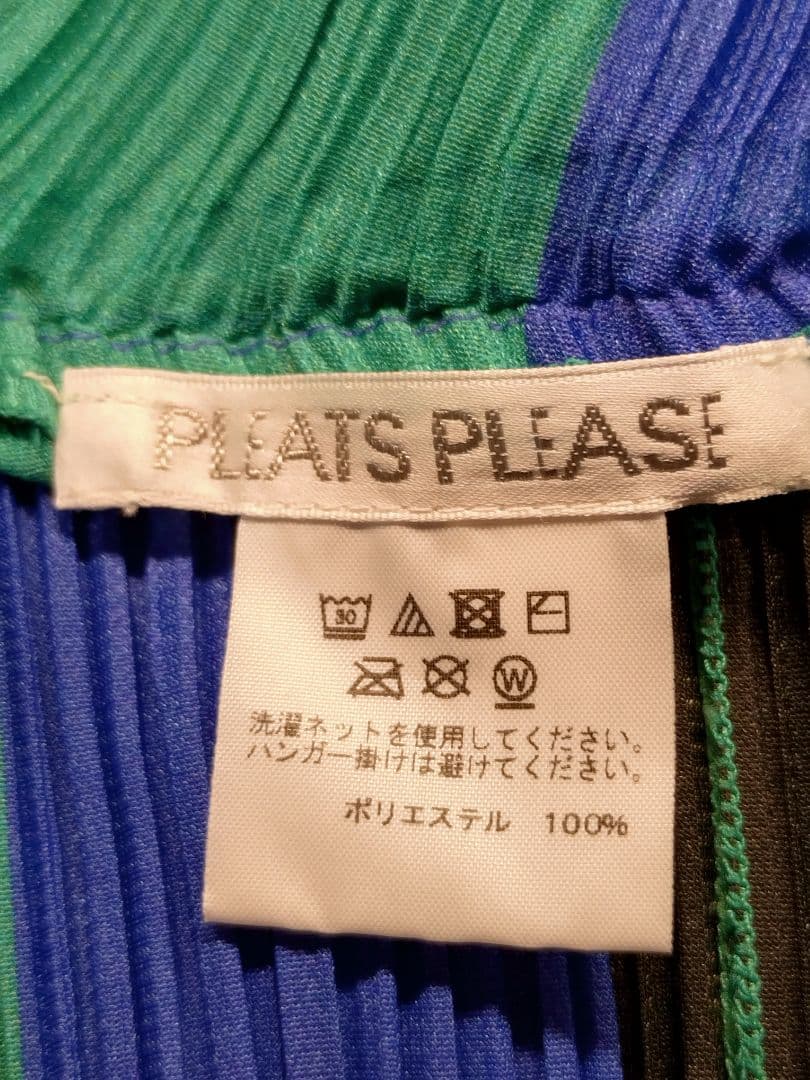 PLEATS PLEASE
30
W
洗濯ネットを使用してください。
ハンガー掛けは避けてください。
ポリエステル 100%